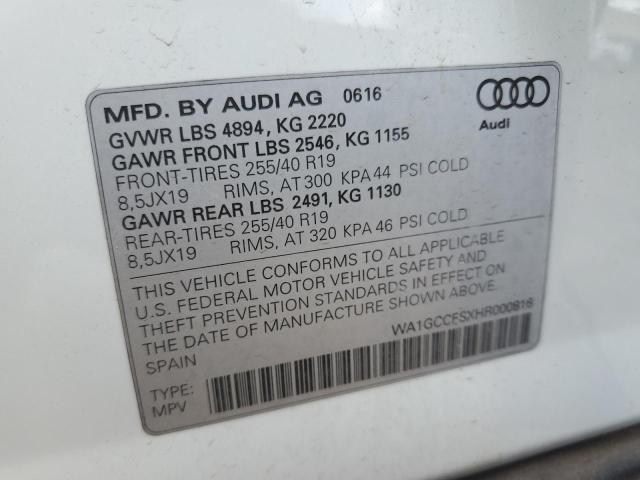 MFD. BY AUDI AG 0616
GVWR LBS 4894, KG 2220
GAWR FRONT LBS 2546, KG 1155
FRONT-TIRES 255/40 R19
8,5JX19 RIMS, AT 300 KPA 44 PSI COLD
GAWR REAR LBS 2491, KG 1130
REAR-TIRES 255/40 R19
8,5JX19 RIMS, AT 320 KPA 46 PSI COLD
Audi
THIS VEHICLE CONFORMS TO ALL APPLICABLE
U.S. FEDERAL MOTOR VEHICLE SAFETY AND
THEFT PREVENTION STANDARDS IN EFFECT ON
THE DATE OF MANUFACTURE SHOWN ABOVE.
SPAIN
WA1GCCFSXHR000816
TYPE:
MPV